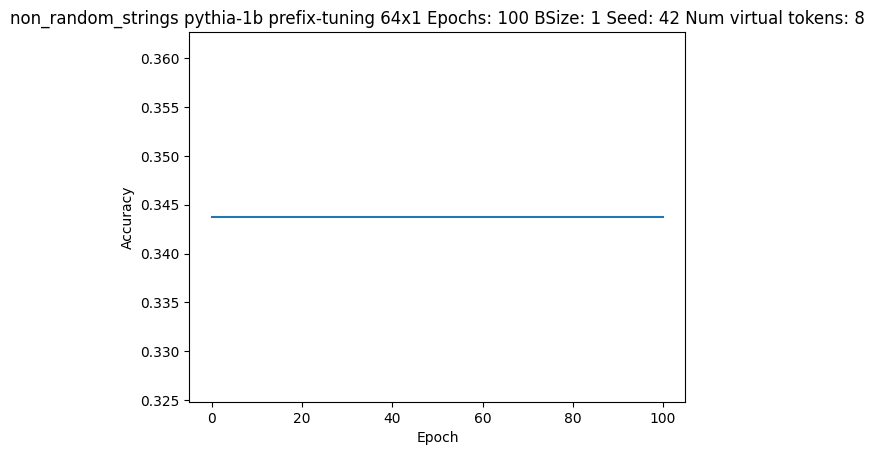 non_random_strings pythia-1b prefix-tuning 64x1 Epochs: 100 BSize: 1 Seed: 42 Num virtual tokens: 8
0.360
0.355
0.350
0.345
0.340
0.335
0.330
0.325
Accuracy
0 20 40 60 80 100
Epoch